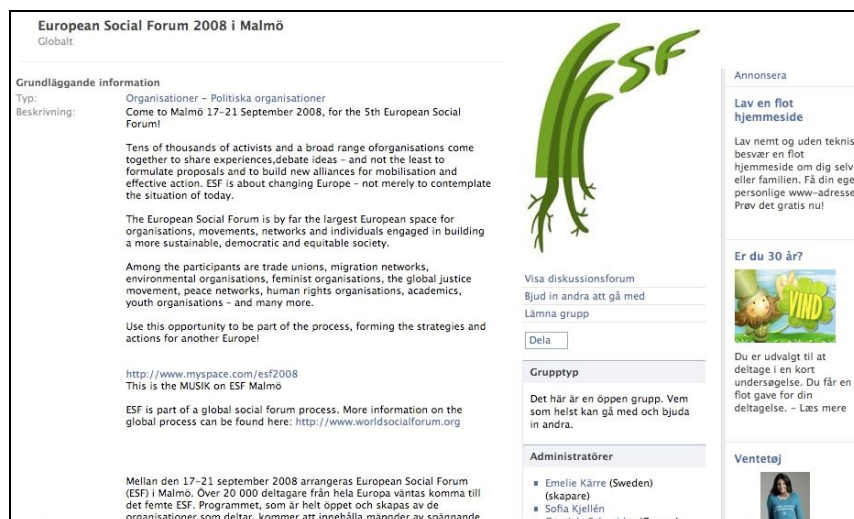 European Social Forum 2008 i Malmö
Globalt
Grundläggande information
Typ: Organisationer – Politiska organisationer
Beskrivning: Come to Malmö 17–21 September 2008, for the 5th European Social
Forum!
Tens of thousands of activists and a broad range oforganisations come
together to share experiences,debate ideas – and not the least to
formulate proposals and to build new alliances for mobilisation and
effective action. ESF is about changing Europe – not merely to contemplate
the situation of today.
The European Social Forum is by far the largest European space for
organisations, movements, networks and individuals engaged in building
a more sustainable, democratic and equitable society.
Among the participants are trade unions, migration networks,
environmental organisations, feminist organisations, the global justice
movement, peace networks, human rights organisations, academics,
youth organisations – and many more.
Use this opportunity to be part of the process, forming the strategies and
actions for another Europe!
http://www.myspace.com/esf2008
This is the MUSIK on ESF Malmö
ESF is part of a global social forum process. More information on the
global process can be found here: http://www.worldsocialforum.org
Mellan den 17–21 september 2008 arrangeras European Social Forum
(ESF) i Malmö. Över 20 000 deltagare från hela Europa väntas komma till
det femte ESF. Programmet, som är helt öppet och skapas av de
organisationer som deltar, kommer att innehålla mängder av spännande
ESF
Visa diskussionsforum
Bjud in andra att gå med
Lämna grupp
Dela
Grupptyp
Det här är en öppen grupp. Vem
som helst kan gå med och bjuda
in andra.
Administratörer
Emelie Kärre (Sweden)
(skapare)
Sofia Kjellén
Annonsera
Lav en flot
hjemmeside
Lav nemt og uden teknis
besvær en flot
hjemmeside om dig selv
eller familien. Få din ege
personlige www-adresse
Prøv det gratis nu!
Er du 30 år?
VIND
Du er udvalgt til at
deltage i en kort
undersøgelse. Du får en
flot gave for din
deltagelse. – Læs mere
Ventetøj